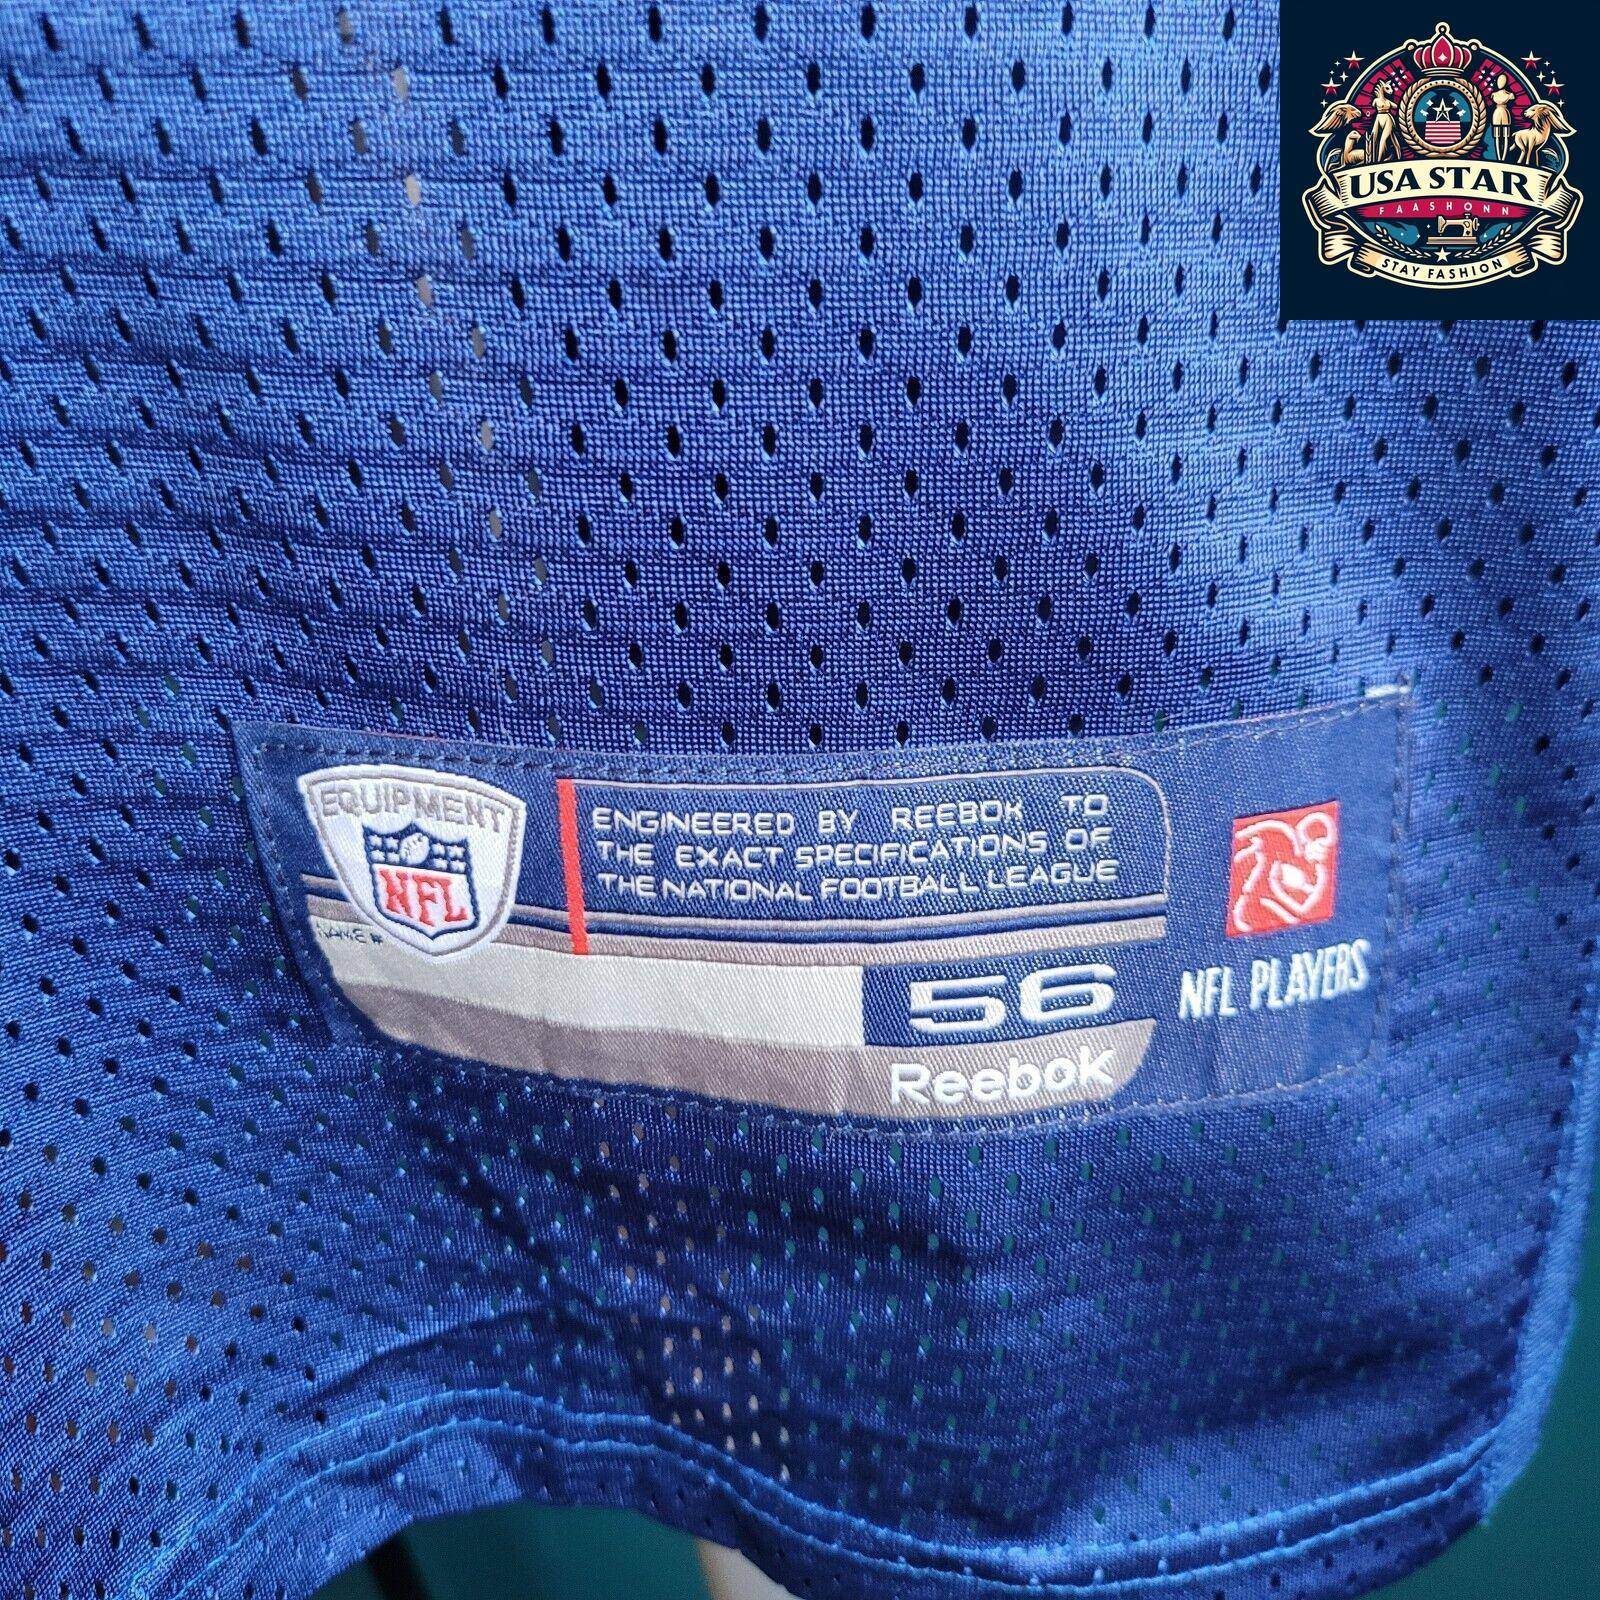 USA STAR
FAASHONN
STAY FASHION
EQUIPMENT
NFL
NAME #
ENGINEERED BY REEBOK TO
THE EXACT SPECIFICATIONS OF
THE NATIONAL FOOTBALL LEAGUE
56
Reebok
NFL PLAYERS